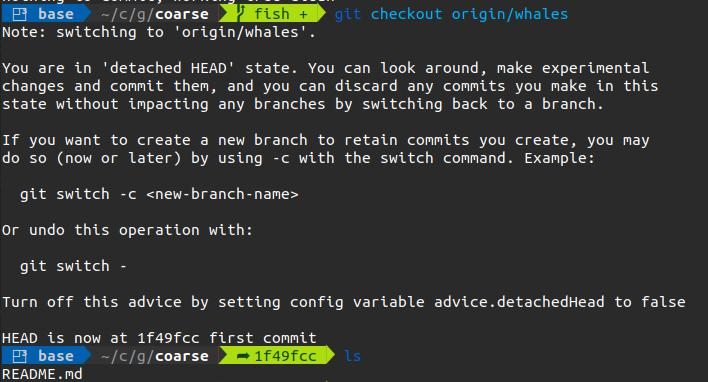 base ~/c/g/coarse fish + git checkout origin/whales
Note: switching to 'origin/whales'.
You are in 'detached HEAD' state. You can look around, make experimental
changes and commit them, and you can discard any commits you make in this
state without impacting any branches by switching back to a branch.
If you want to create a new branch to retain commits you create, you may
do so (now or later) by using -c with the switch command. Example:
git switch -c <new-branch-name>
Or undo this operation with:
git switch -
Turn off this advice by setting config variable advice.detachedHead to false
HEAD is now at 1f49fcc first commit
base ~/c/g/coarse ➦ 1f49fcc ls
README.md